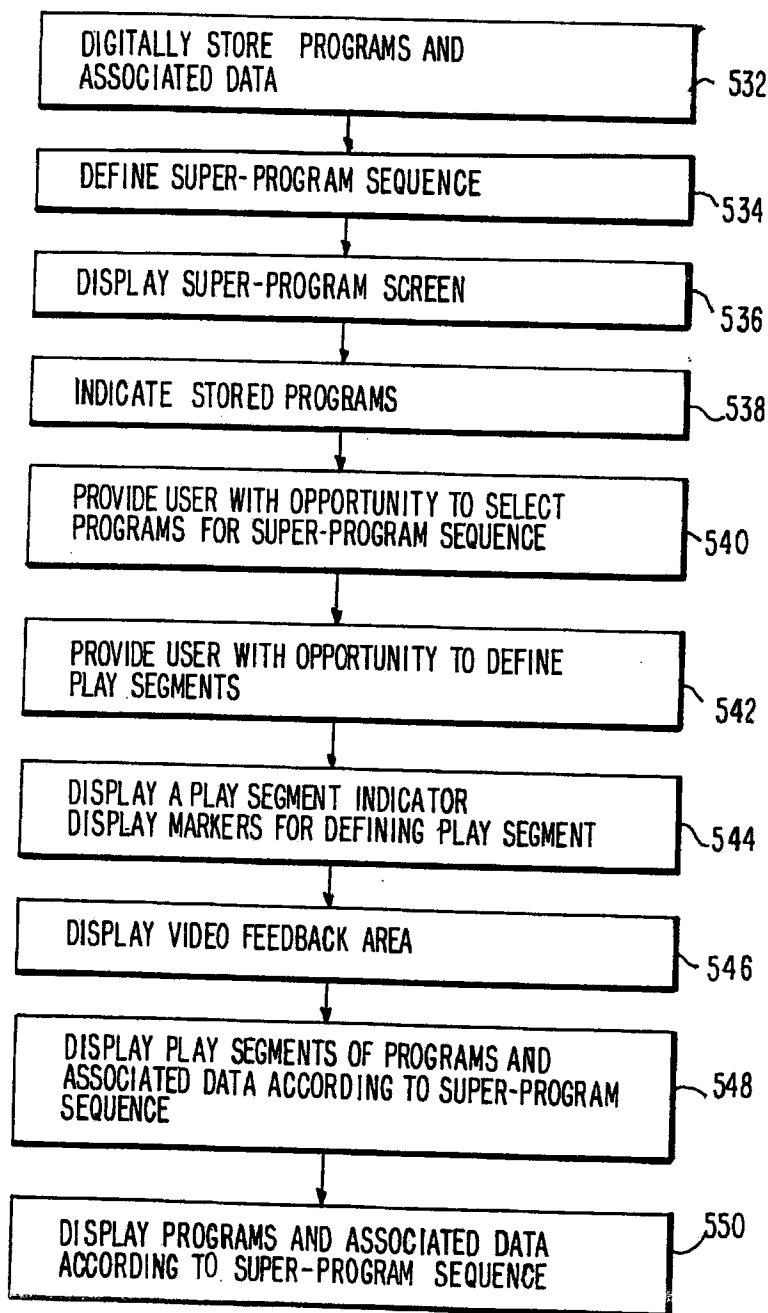 DIGITALLY STORE PROGRAMS AND
ASSOCIATED DATA
532
DEFINE SUPER-PROGRAM SEQUENCE
534
DISPLAY SUPER-PROGRAM SCREEN
536
INDICATE STORED PROGRAMS
538
PROVIDE USER WITH OPPORTUNITY TO SELECT
PROGRAMS FOR SUPER-PROGRAM SEQUENCE
540
PROVIDE USER WITH OPPORTUNITY TO DEFINE
PLAY SEGMENTS
542
DISPLAY A PLAY SEGMENT INDICATOR
DISPLAY MARKERS FOR DEFINING PLAY SEGMENT
544
DISPLAY VIDEO FEEDBACK AREA
546
DISPLAY PLAY SEGMENTS OF PROGRAMS AND
ASSOCIATED DATA ACCORDING TO SUPER-PROGRAM
SEQUENCE
548
DISPLAY PROGRAMS AND ASSOCIATED DATA
ACCORDING TO SUPER-PROGRAM SEQUENCE
550